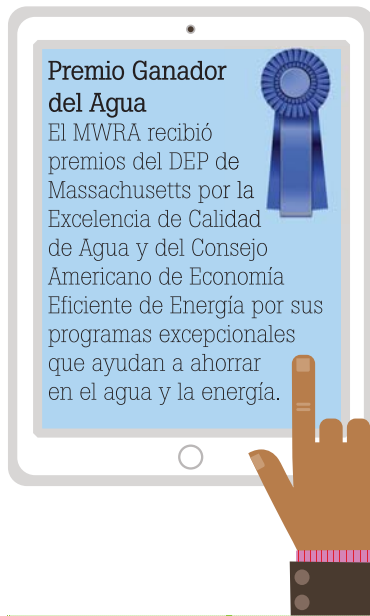 Premio Ganador
del Agua
El MWRA recibió
premios del DEP de
Massachusetts por la
Excelencia de Calidad
de Agua y del Consejo
Americano de Economía
Eficiente de Energía por sus
programas excepcionales
que ayudan a ahorrar
en el agua y la energía.